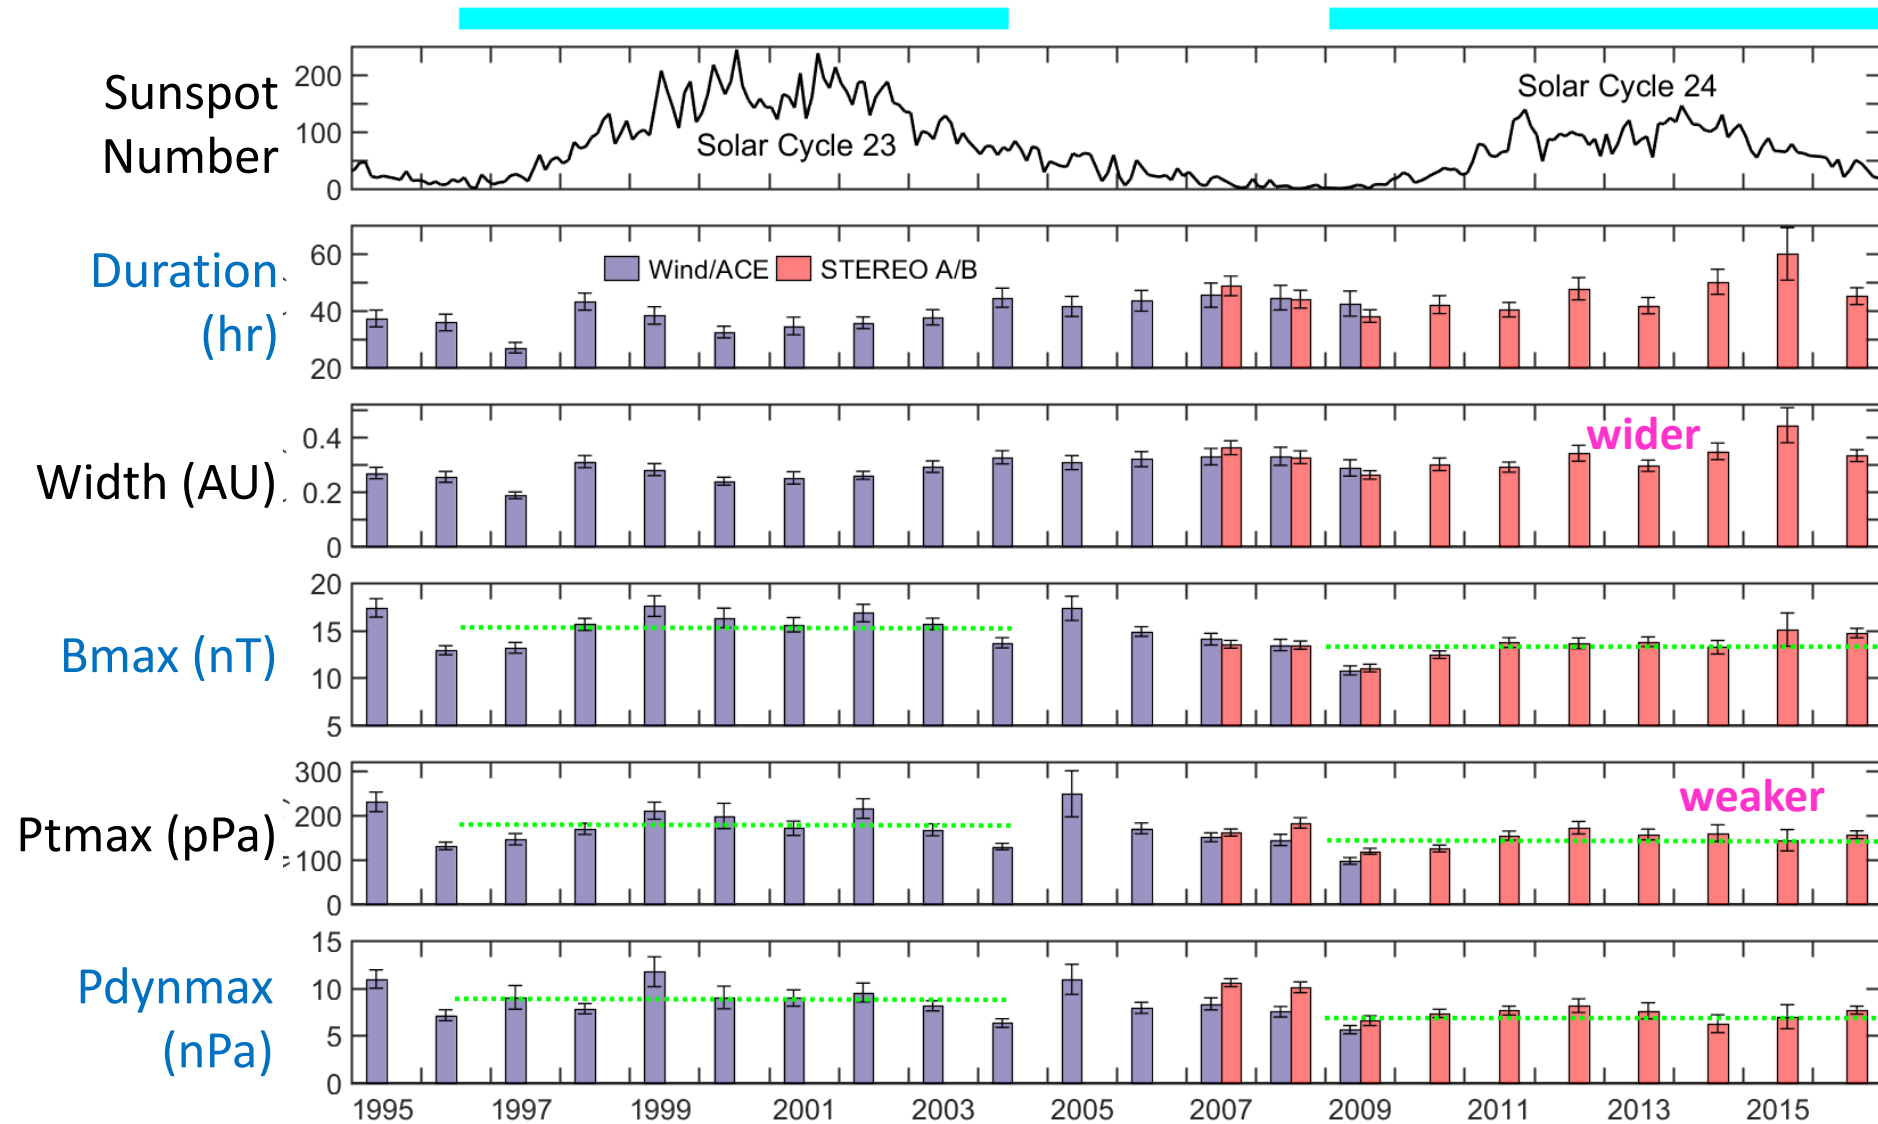 Sunspot
Number
200
100
0
Solar Cycle 23
Solar Cycle 24
Duration
(hr)
60
40
20
Wind/ACE
STEREO A/B
Width (AU)
0.4
0.2
0
wider
Bmax (nT)
20
15
10
5
Ptmax (pPa)
300
200
100
0
weaker
Pdynmax
(nPa)
15
10
5
0
1995 1997 1999 2001 2003 2005 2007 2009 2011 2013 2015